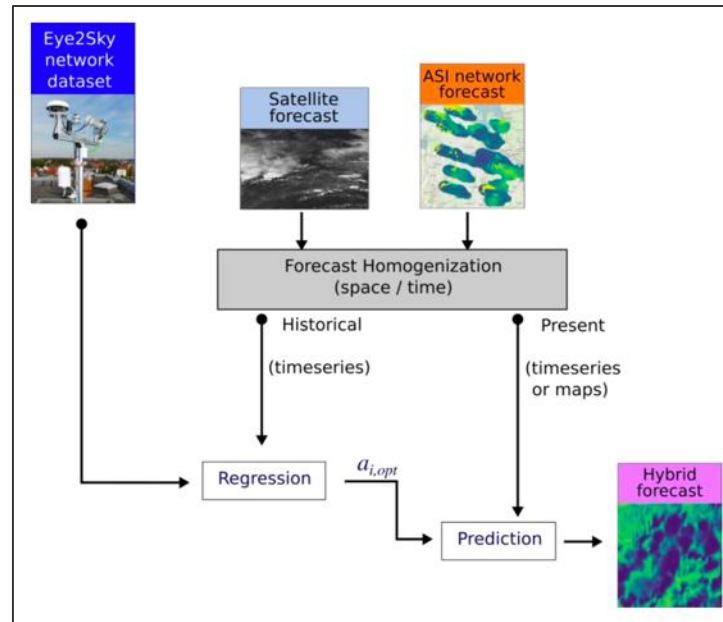 Eye2Sky
network
dataset
Satellite
forecast
ASI network
forecast
Forecast Homogenization
(space / time)
Historical
(timeseries)
Present
(timeseries
or maps)
Regression
a_{i,opt}
Prediction
Hybrid
forecast